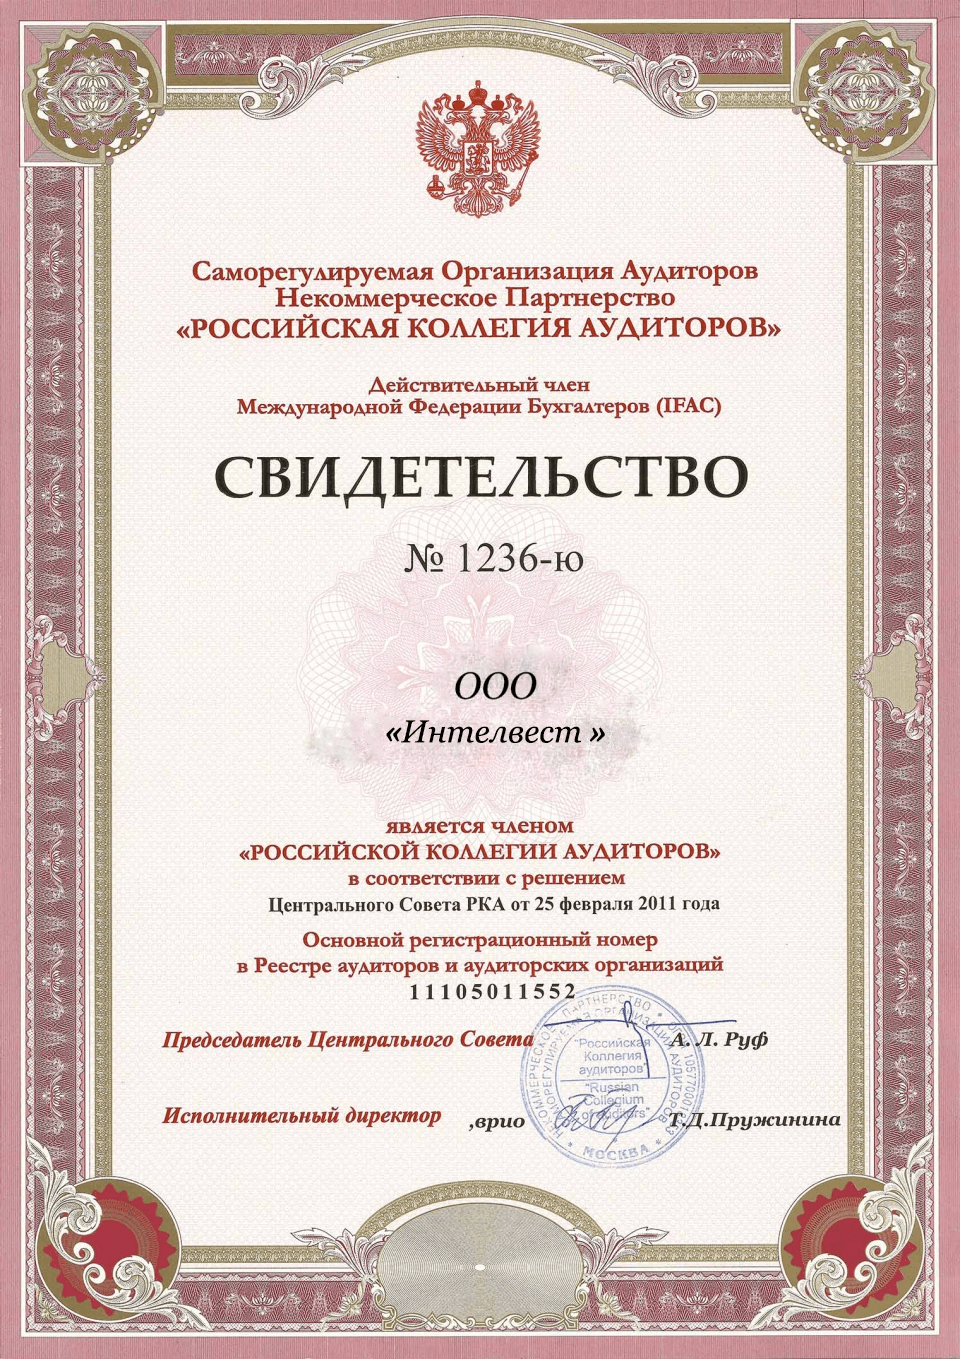 Саморегулируемая Организация Аудиторов
Некоммерческое Партнерство
«РОССИЙСКАЯ КОЛЛЕГИЯ АУДИТОРОВ»
Действительный член
Международной Федерации Бухгалтеров (IFAC)
СВИДЕТЕЛЬСТВО
№ 1236-ю
ООО
«Интелвест »
является членом
«РОССИЙСКОЙ КОЛЛЕГИИ АУДИТОРОВ»
в соответствии с решением
Центрального Совета РКА от 25 февраля 2011 года
Основной регистрационный номер
в Реестре аудиторов и аудиторских организаций
11105011552
Председатель Центрального Совета А. Л. Руф
Исполнительный директор ,врио Т.Д.Пружинина
НЕКОММЕРЧЕСКОЕ ПАРТНЕРСТВО
САМОРЕГУЛИРУЕМАЯ ОРГАНИЗАЦИЯ АУДИТОРОВ
"Российская
Коллегия
аудиторов"
"Russian
Collegium
of auditors"
* МОСКВА *